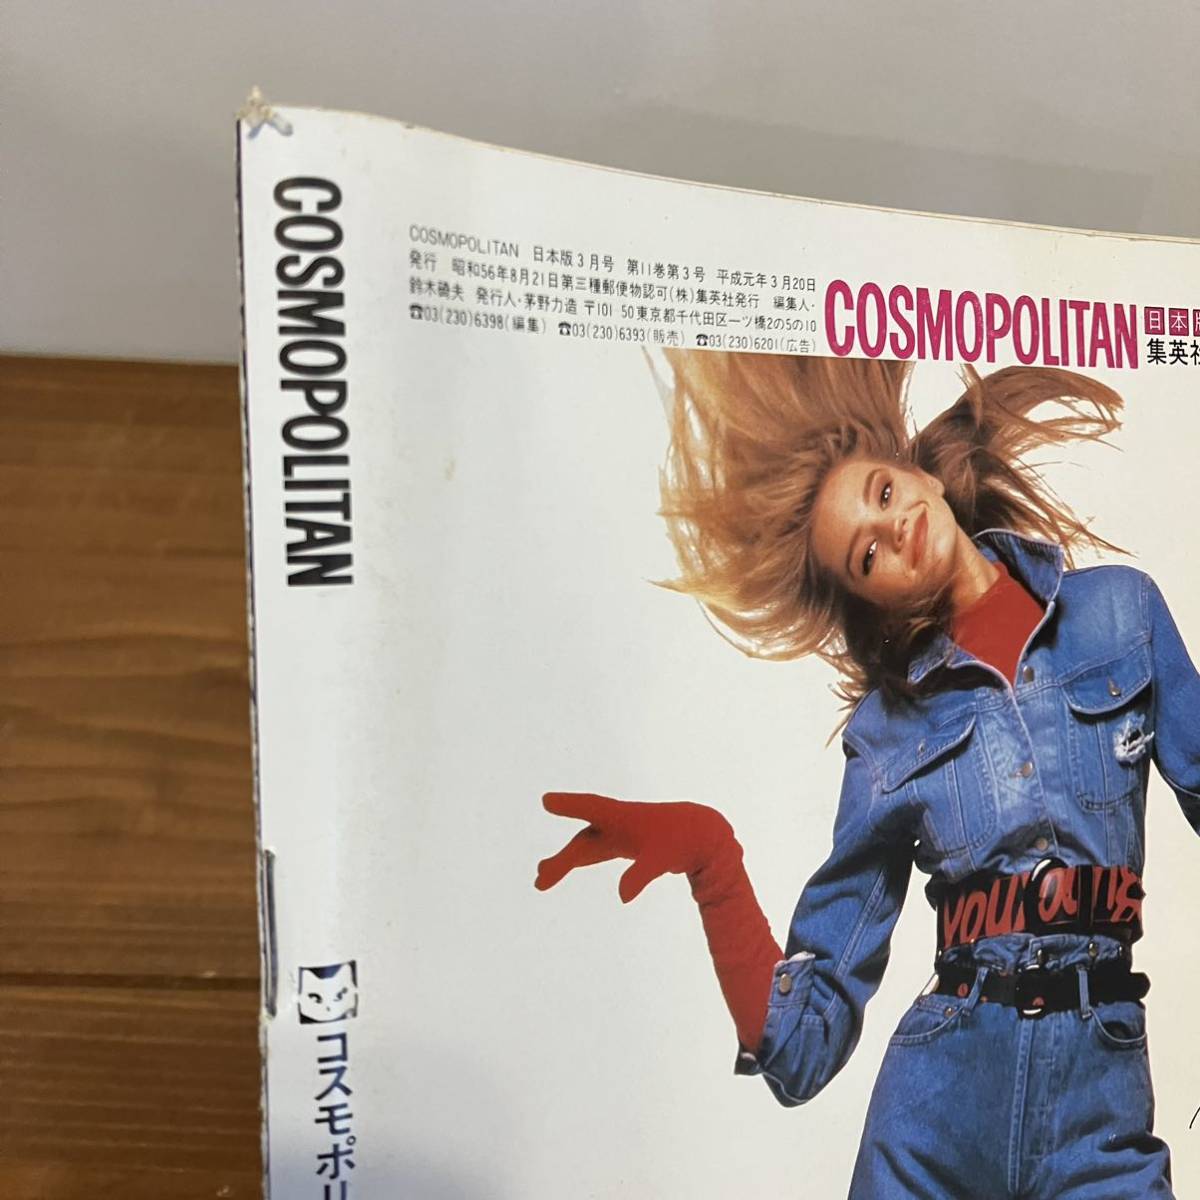 COSMOPOLITAN 日本版3月号 第11巻第3号 平成元年3月20日
発行 昭和56年8月21日第三種郵便物認可(株)集英社発行 編集人・
鈴木 夫 発行人・茅野力造 〒101 50東京都千代田区一ツ橋2の5の10
☎03(230)6398(編集) ☎03(230)6393(販売) ☎03(230)6201(広告)
COSMOPOLITAN
日本
集英社
COSMOPOLITAN
コスモポリ
you